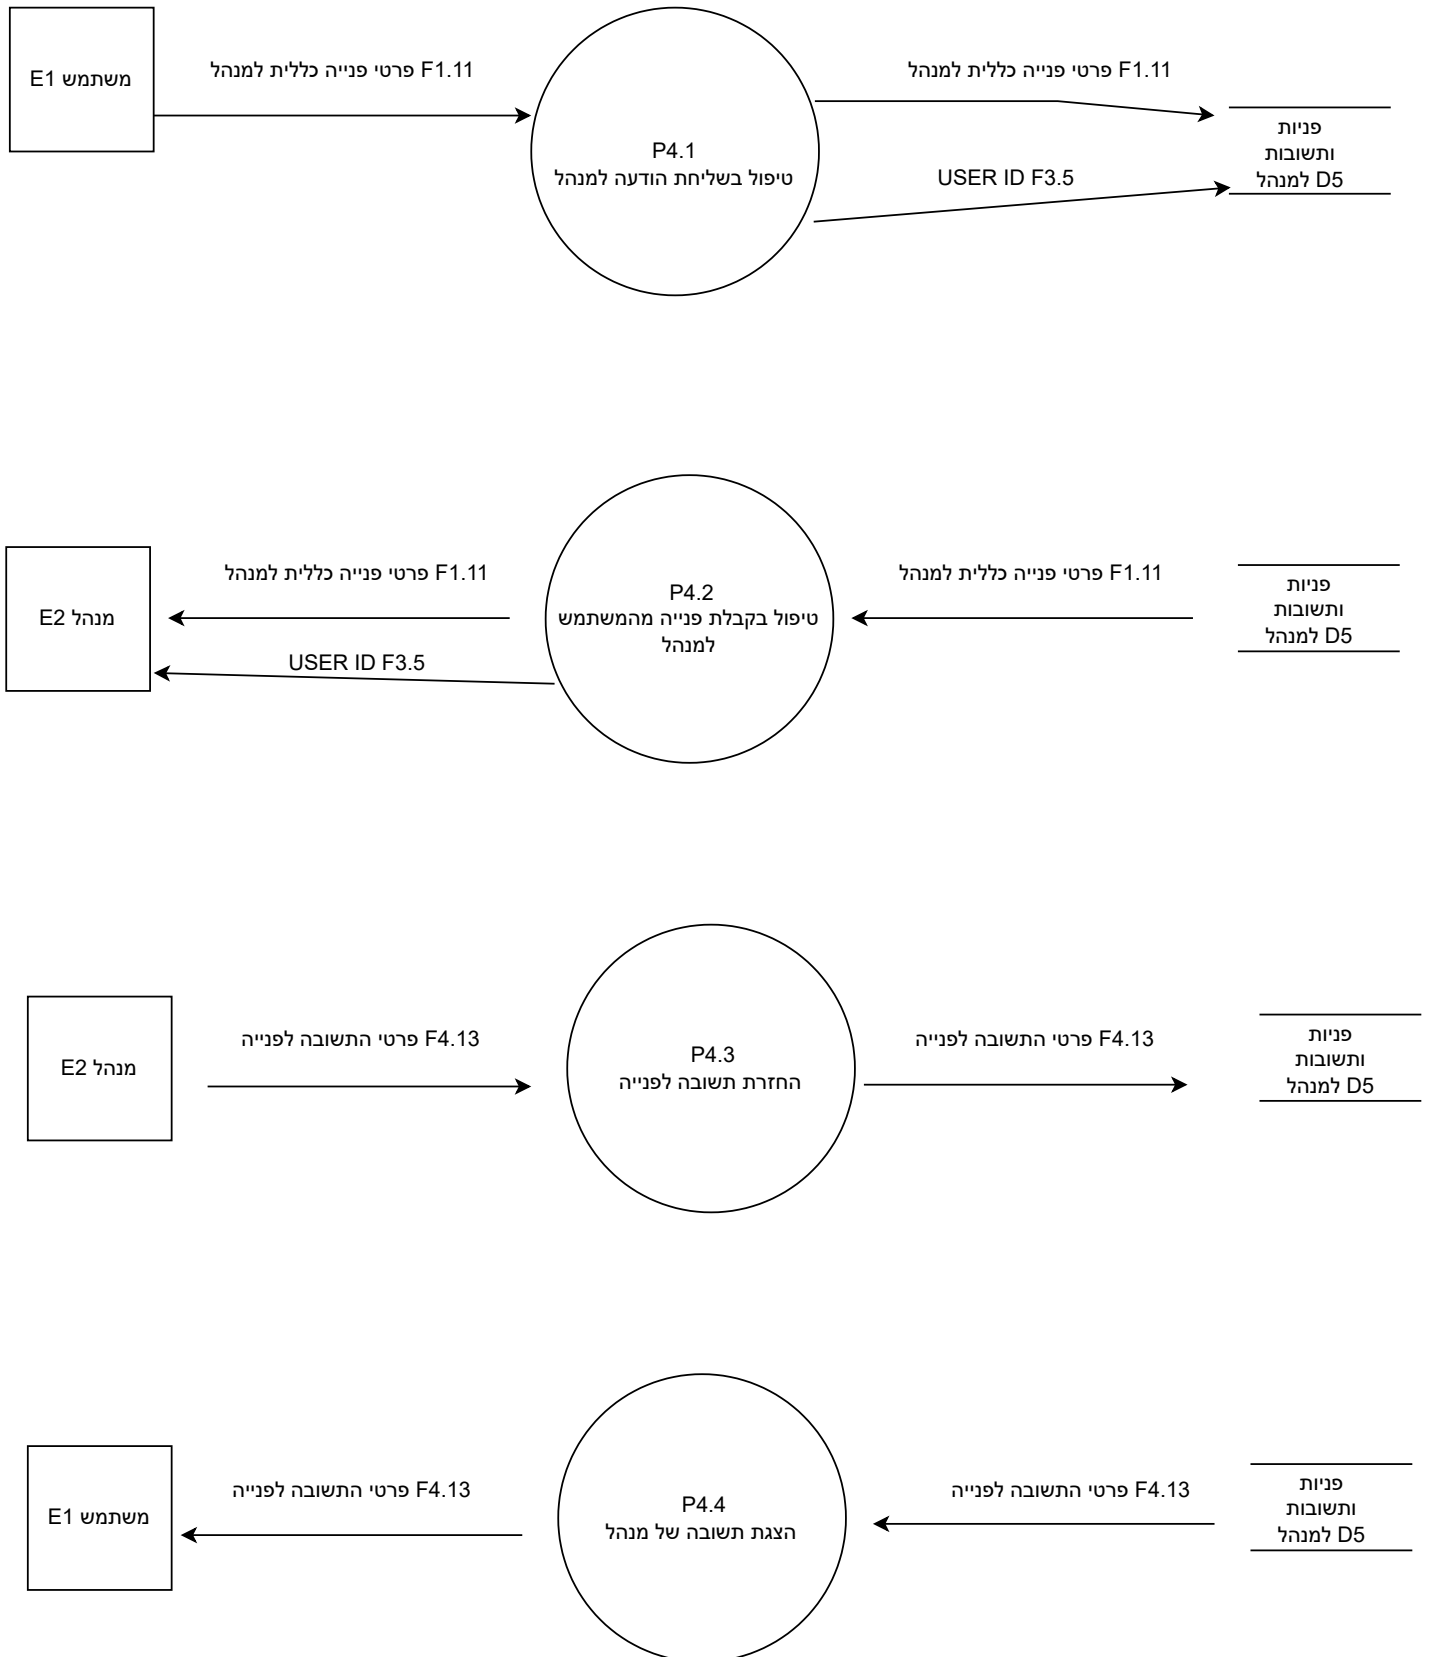 משתמש E1
F1.11 פרטי פנייה כללית למנהל
P4.1
טיפול בשליחת הודעה למנהל
F1.11 פרטי פנייה כללית למנהל
USER ID F3.5
פניות
ותשובות
למנהל D5
מנהל E2
F1.11 פרטי פנייה כללית למנהל
USER ID F3.5
P4.2
טיפול בקבלת פנייה מהמשתמש
למנהל
F1.11 פרטי פנייה כללית למנהל
פניות
ותשובות
למנהל D5
מנהל E2
F4.13 פרטי התשובה לפנייה
P4.3
החזרת תשובה לפנייה
F4.13 פרטי התשובה לפנייה
פניות
ותשובות
למנהל D5
משתמש E1
F4.13 פרטי התשובה לפנייה
P4.4
הצגת תשובה של מנהל
F4.13 פרטי התשובה לפנייה
פניות
ותשובות
למנהל D5